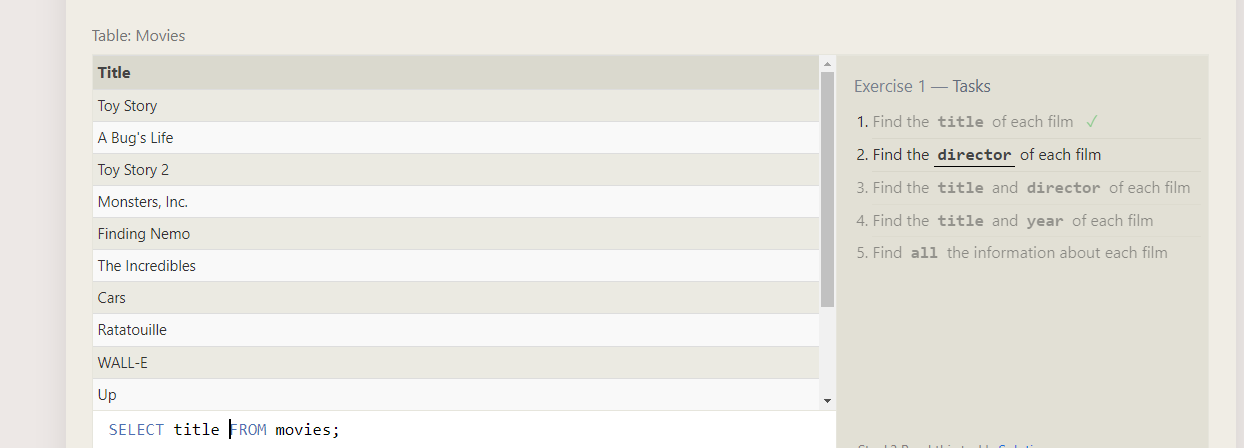 Table: Movies
Title
Toy Story
A Bug's Life
Toy Story 2
Monsters, Inc.
Finding Nemo
The Incredibles
Cars
Ratatouille
WALL-E
Up
SELECT title FROM movies;
Exercise 1 — Tasks
1. Find the title of each film ✓
2. Find the director of each film
3. Find the title and director of each film
4. Find the title and year of each film
5. Find all the information about each film